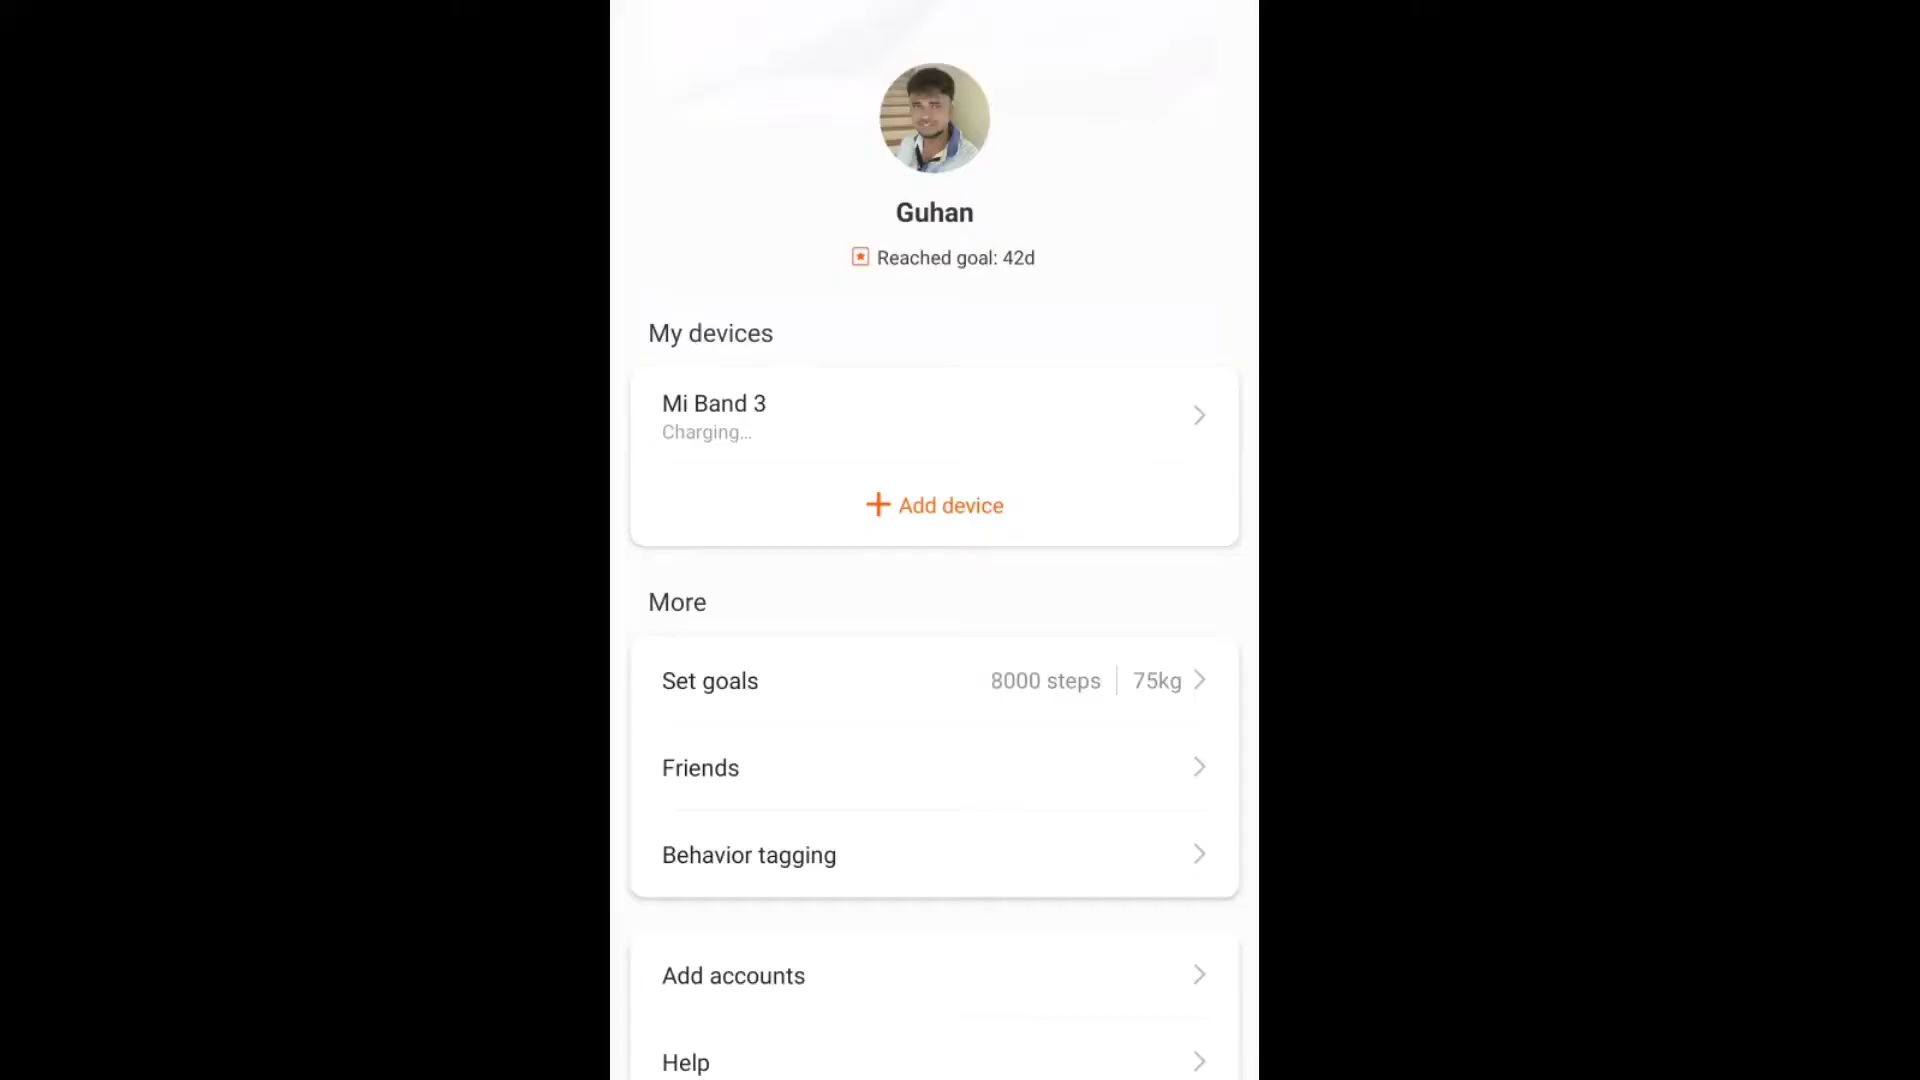 Guhan
Reached goal: 42d
My devices
Mi Band 3
Charging...
Add device
More
Set goals 8000 steps 75kg
Friends
Behavior tagging
Add accounts
Help